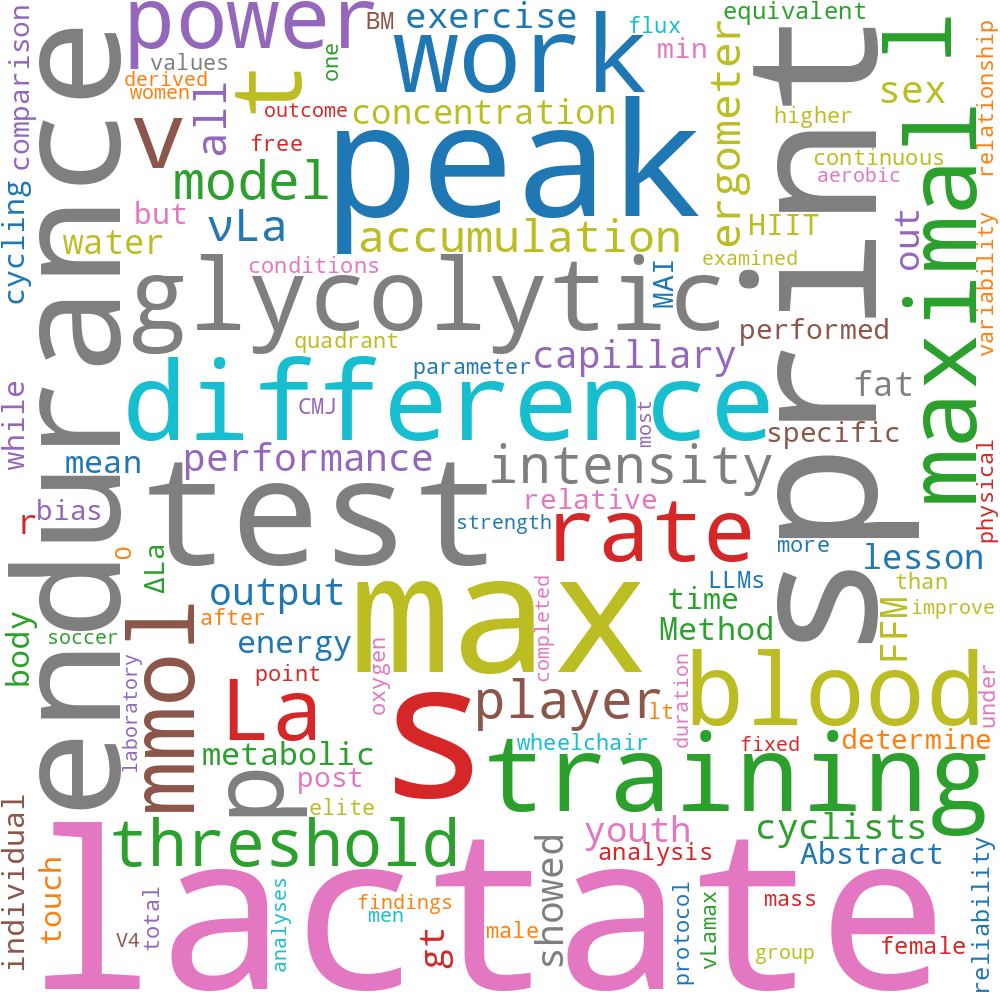 power
BM
exercise
flux
equivalent
min
values
derived
women
one
comparison
work
ergometer
sex
l
relationship
endurance
v
all
t
outcome
free
concentration
higher
sprint
maximal
peak
continuous
aerobic
model
but
νLa
water
accumulation
HIIT
out
cycling
conditions
examined
MAI
variability
glycolytic
quadrant
performed
capillary
parameter
fat
difference
CMJ
most
while
specific
mean
performance
intensity
physical
relative
r
bias
test
strength
rate
more
lesson
O
ΔLa
body
soccer
output
after
max
completed
LLMs
than
time
FFM
improve
Method
energy
oxygen
mmol
laboratory
point
La
player
lt
duration
blood
under
metabolic
wheelchair
fixed
determine
p
post
training
elite
individual
threshold
youth
cyclists
analysis
Abstract
reliability
lactate
s
showed
touch
total
analyses
findings
men
V4
gt
male
protocol
vLamax
mass
group
female